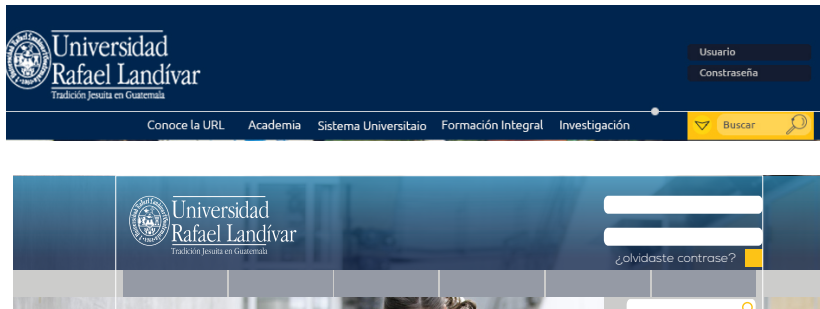 Universidad
Rafael Landívar
Tradición Jesuita en Guatemala
Usuario
Constraseña
Conoce la URL Academia Sistema Universitaio Formación Integral Investigación Buscar
Universidad
Rafael Landívar
Tradición Jesuita en Guatemala
¿olvidaste contrase?